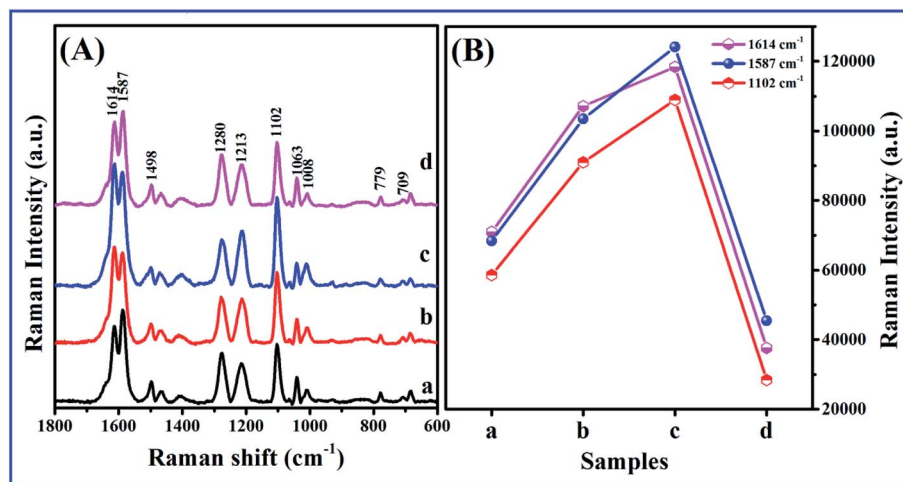 (A)
1614
1587
1498
1280
1213
1102
1063
1008
779
709
d
c
b
a
Raman Intensity (a.u.)
1800 1600 1400 1200 1000 800 600
Raman shift (cm⁻¹)
(B)
1614 cm⁻¹
1587 cm⁻¹
1102 cm⁻¹
120000
100000
80000
60000
40000
20000
Raman Intensity (a.u.)
a b c d
Samples